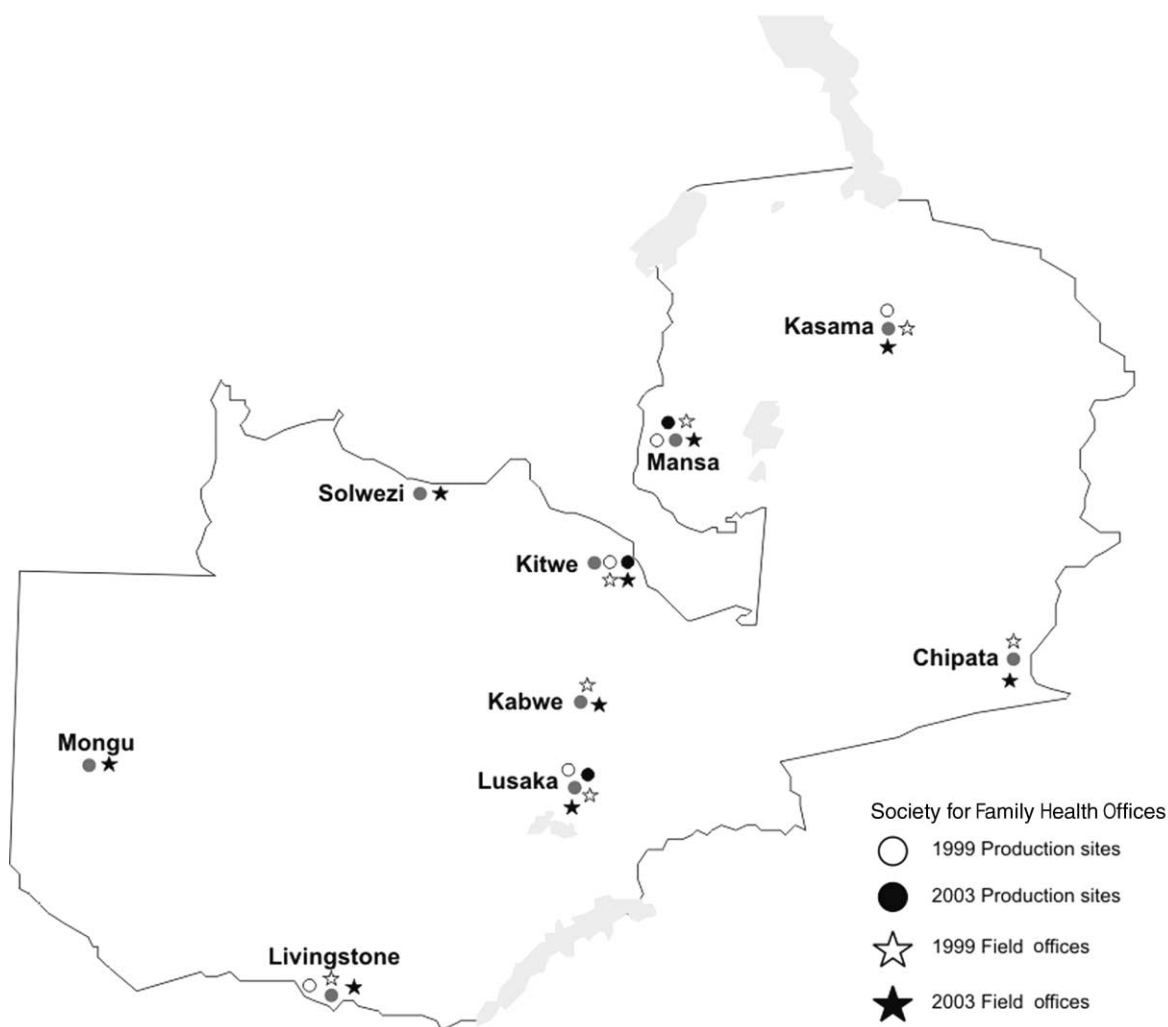 Kasama
Mansa
Solwezi
Kitwe
Chipata
Kabwe
Mongu
Lusaka
Livingstone
Society for Family Health Offices
1999 Production sites
2003 Production sites
1999 Field offices
2003 Field offices